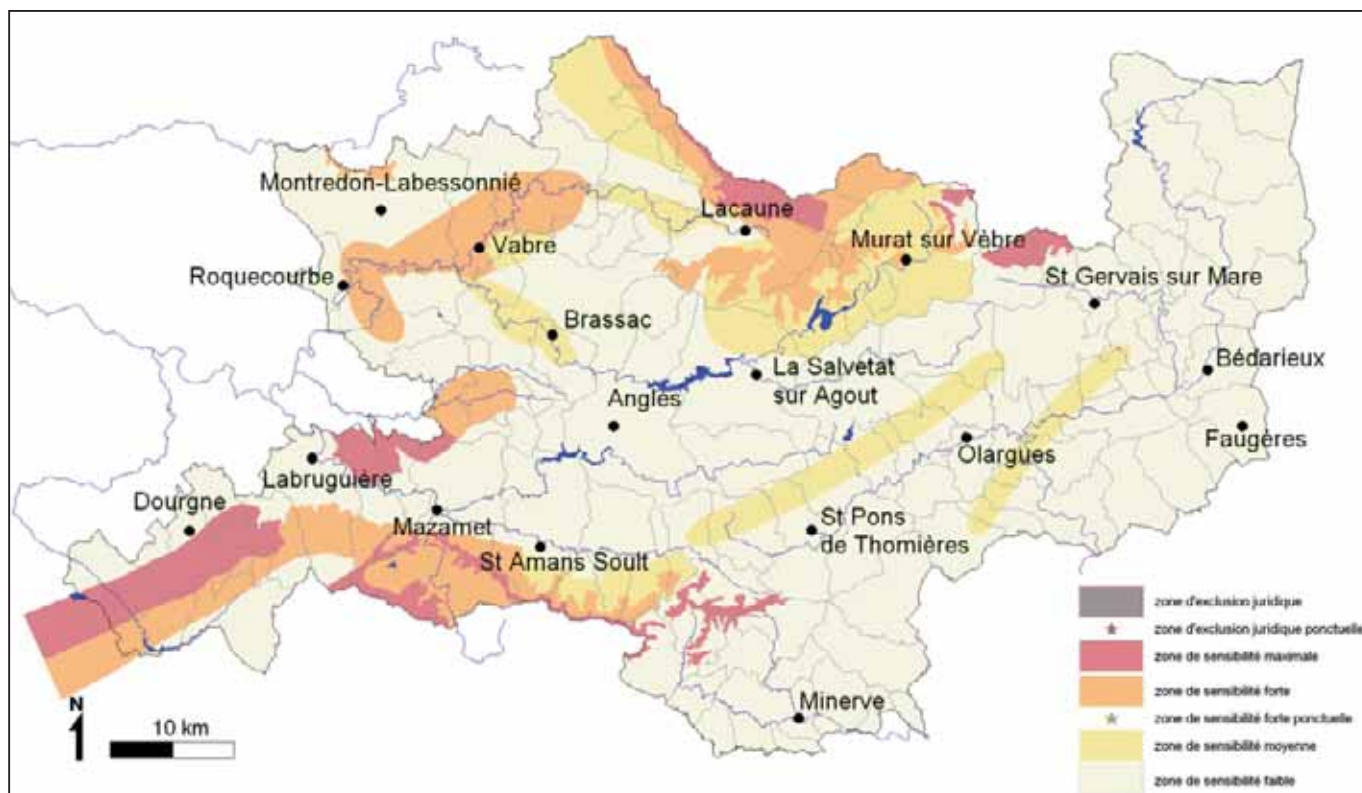 Montredon-Labessonnié
Lacaune
Vabre
Murat sur Vèbre
Roquecourbe
St Gervais sur Mare
Brassac
Bédarieux
La Salvetat
sur Agout
Anglès
Faugères
Olargues
Labruguière
Dourgne
Mazamet
St Pons
de Thomières
St Amans Soult
Minerve
N
10 km
zone d'exclusion juridique
zone d'exclusion juridique ponctuelle
zone de sensibilité maximale
zone de sensibilité forte
zone de sensibilité forte ponctuelle
zone de sensibilité moyenne
zone de sensibilité faible